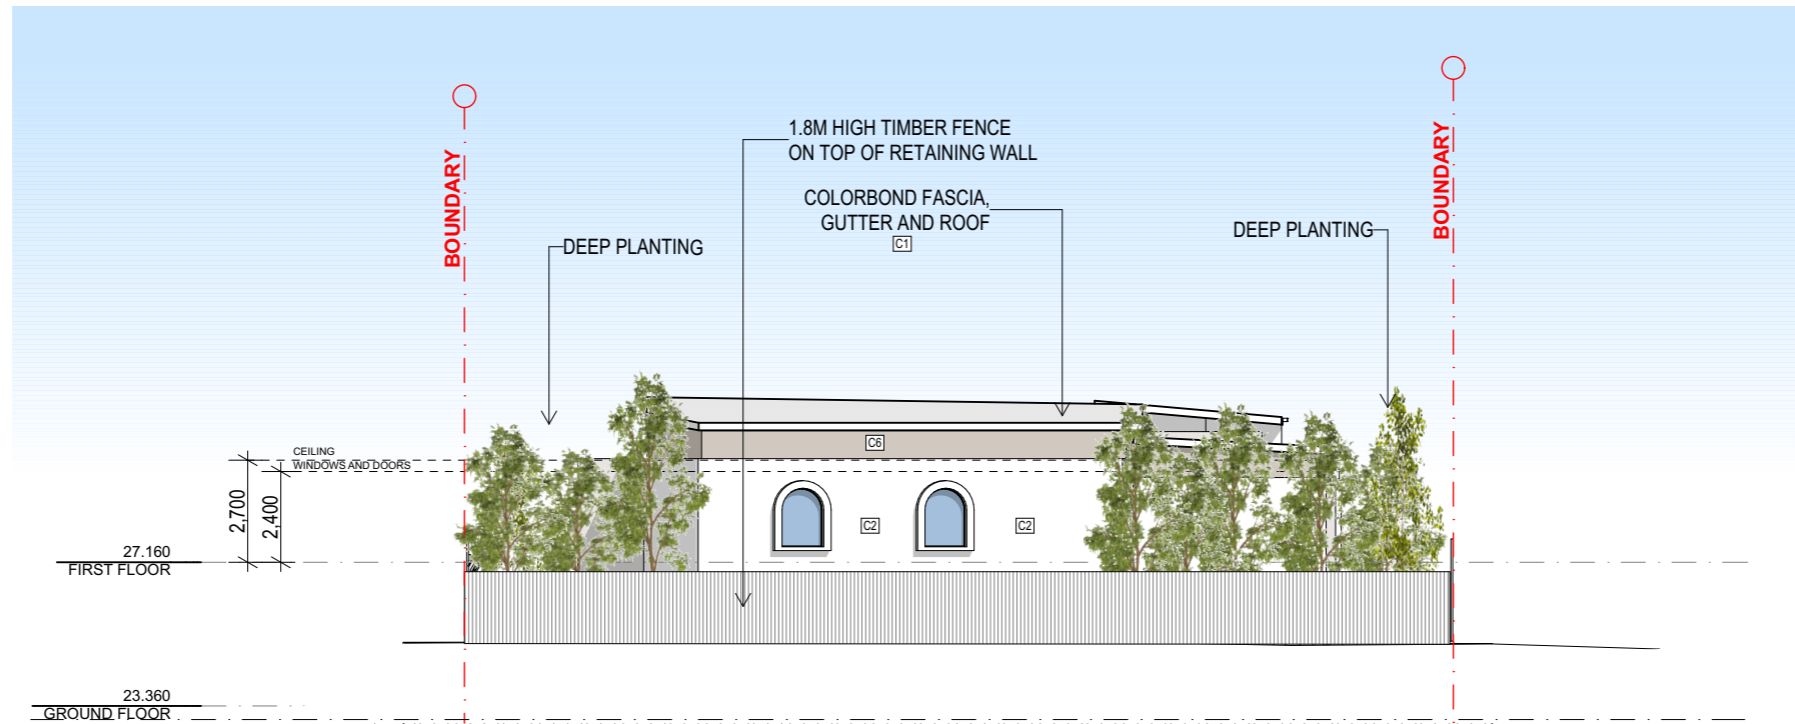 1.8M HIGH TIMBER FENCE
ON TOP OF RETAINING WALL
BOUNDARY
BOUNDARY
COLORBOND FASCIA,
GUTTER AND ROOF
C1
DEEP PLANTING
DEEP PLANTING
C6
CEILING
WINDOWS AND DOORS
2,700
2,400
C2
C2
27.160
FIRST FLOOR
23.360
GROUND FLOOR